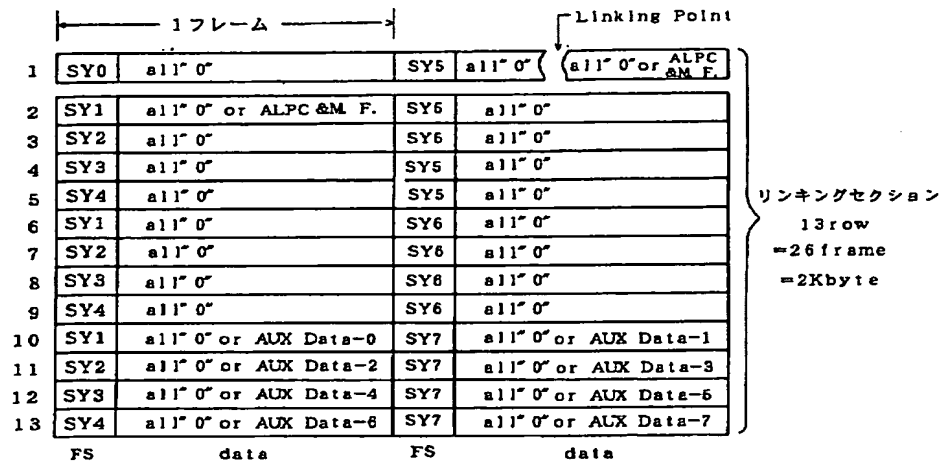 1フレーム
Linking Point
1 SY0 all"0" SY5 all"0" all"0"or ALPC &M. F.
2 SY1 all"0" or ALPC &M. F. SY5 all"0"
3 SY2 all"0" SY5 all"0"
4 SY3 all"0" SY5 all"0"
5 SY4 all"0" SY5 all"0"
6 SY1 all"0" SY6 all"0"
7 SY2 all"0" SY6 all"0"
8 SY3 all"0" SY6 all"0"
9 SY4 all"0" SY6 all"0"
10 SY1 all"0"or AUX Data-0 SY7 all"0"or AUX Data-1
11 SY2 all"0"or AUX Data-2 SY7 all"0"or AUX Data-3
12 SY3 all"0"or AUX Data-4 SY7 all"0"or AUX Data-5
13 SY4 all"0"or AUX Data-6 SY7 all"0"or AUX Data-7
FS data FS data
リンキングセクション
13row
=26frame
=2Kbyte